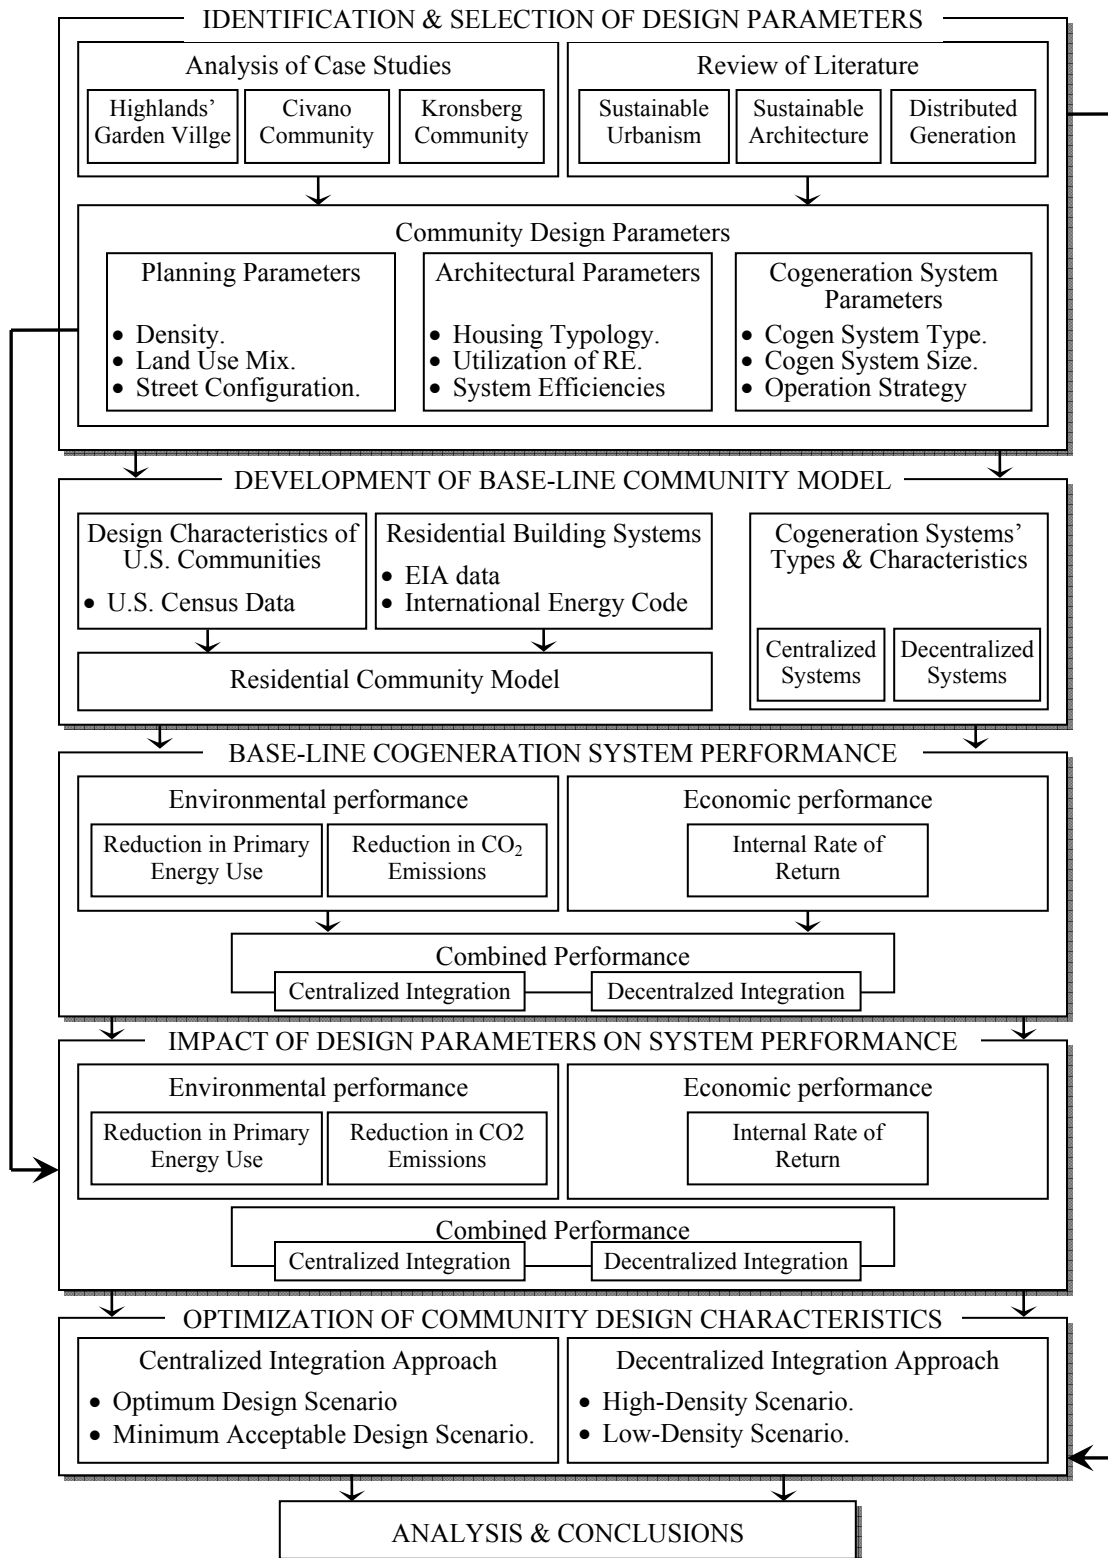 IDENTIFICATION & SELECTION OF DESIGN PARAMETERS
Analysis of Case Studies
Highlands’
Garden Villge
Civano
Community
Kronsberg
Community
Review of Literature
Sustainable
Urbanism
Sustainable
Architecture
Distributed
Generation
Community Design Parameters
Planning Parameters
• Density.
• Land Use Mix.
• Street Configuration.
Architectural Parameters
• Housing Typology.
• Utilization of RE.
• System Efficiencies
Cogeneration System
Parameters
• Cogen System Type.
• Cogen System Size.
• Operation Strategy
DEVELOPMENT OF BASE-LINE COMMUNITY MODEL
Design Characteristics of
U.S. Communities
• U.S. Census Data
Residential Building Systems
• EIA data
• International Energy Code
Residential Community Model
Cogeneration Systems’
Types & Characteristics
Centralized
Systems
Decentralized
Systems
BASE-LINE COGENERATION SYSTEM PERFORMANCE
Environmental performance
Reduction in Primary
Energy Use
Reduction in CO₂
Emissions
Economic performance
Internal Rate of
Return
Combined Performance
Centralized Integration
Decentralzed Integration
IMPACT OF DESIGN PARAMETERS ON SYSTEM PERFORMANCE
Environmental performance
Reduction in Primary
Energy Use
Reduction in CO2
Emissions
Economic performance
Internal Rate of
Return
Combined Performance
Centralized Integration
Decentralized Integration
OPTIMIZATION OF COMMUNITY DESIGN CHARACTERISTICS
Centralized Integration Approach
• Optimum Design Scenario
• Minimum Acceptable Design Scenario.
Decentralized Integration Approach
• High-Density Scenario.
• Low-Density Scenario.
ANALYSIS & CONCLUSIONS